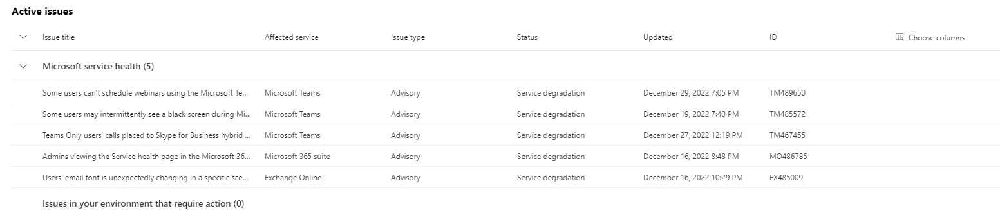 Active issues
Issue title Affected service Issue type Status Updated ID Choose columns
Microsoft service health (5)
Some users can't schedule webinars using the Microsoft Te... Microsoft Teams Advisory Service degradation December 29, 2022 7:05 PM TM489650
Some users may intermittently see a black screen during Mi... Microsoft Teams Advisory Service degradation December 19, 2022 7:40 PM TM485572
Teams Only users' calls placed to Skype for Business hybrid ... Microsoft Teams Advisory Service degradation December 27, 2022 12:19 PM TM467455
Admins viewing the Service health page in the Microsoft 36... Microsoft 365 suite Advisory Service degradation December 16, 2022 8:48 PM MO486785
Users' email font is unexpectedly changing in a specific sce... Exchange Online Advisory Service degradation December 16, 2022 10:29 PM EX485009
Issues in your environment that require action (0)